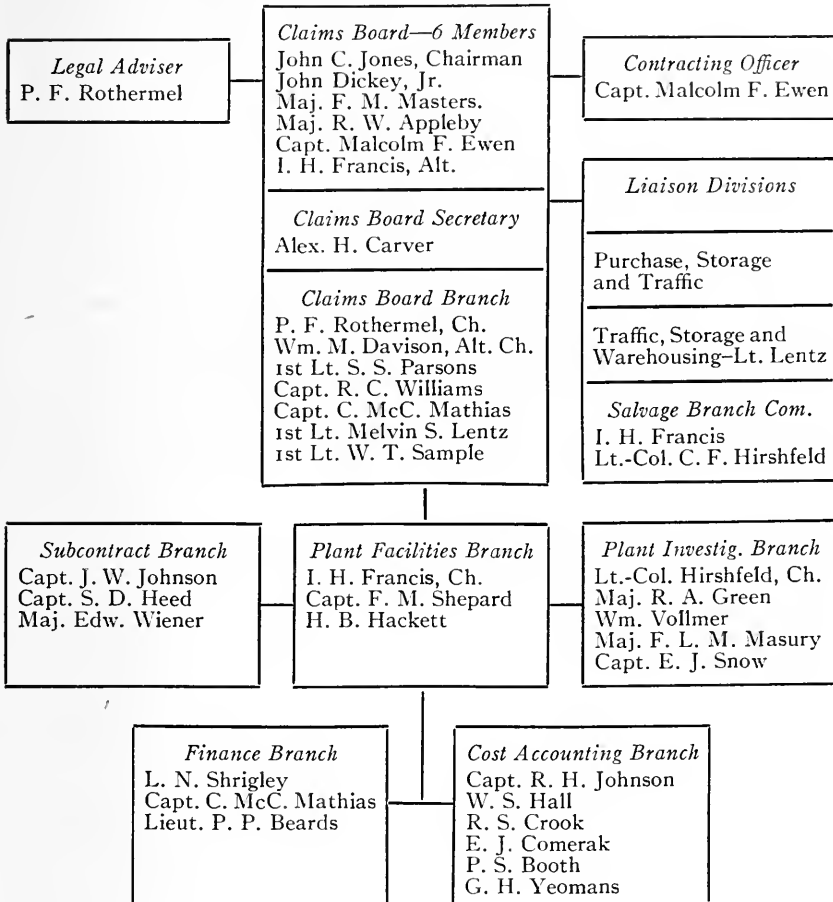 Legal Adviser
P. F. Rothermel
Claims Board—6 Members
John C. Jones, Chairman
John Dickey, Jr.
Maj. F. M. Masters.
Maj. R. W. Appleby
Capt. Malcolm F. Ewen
I. H. Francis, Alt.
Claims Board Secretary
Alex. H. Carver
Claims Board Branch
P. F. Rothermel, Ch.
Wm. M. Davison, Alt. Ch.
1st Lt. S. S. Parsons
Capt. R. C. Williams
Capt. C. McC. Mathias
1st Lt. Melvin S. Lentz
1st Lt. W. T. Sample
Contracting Officer
Capt. Malcolm F. Ewen
Liaison Divisions
Purchase, Storage
and Traffic
Traffic, Storage and
Warehousing–Lt. Lentz
Salvage Branch Com.
I. H. Francis
Lt.-Col. C. F. Hirshfeld
Subcontract Branch
Capt. J. W. Johnson
Capt. S. D. Heed
Maj. Edw. Wiener
Plant Facilities Branch
I. H. Francis, Ch.
Capt. F. M. Shepard
H. B. Hackett
Plant Investig. Branch
Lt.-Col. Hirshfeld, Ch.
Maj. R. A. Green
Wm. Vollmer
Maj. F. L. M. Masury
Capt. E. J. Snow
Finance Branch
L. N. Shrigley
Capt. C. McC. Mathias
Lieut. P. P. Beards
Cost Accounting Branch
Capt. R. H. Johnson
W. S. Hall
R. S. Crook
E. J. Comerak
P. S. Booth
G. H. Yeomans